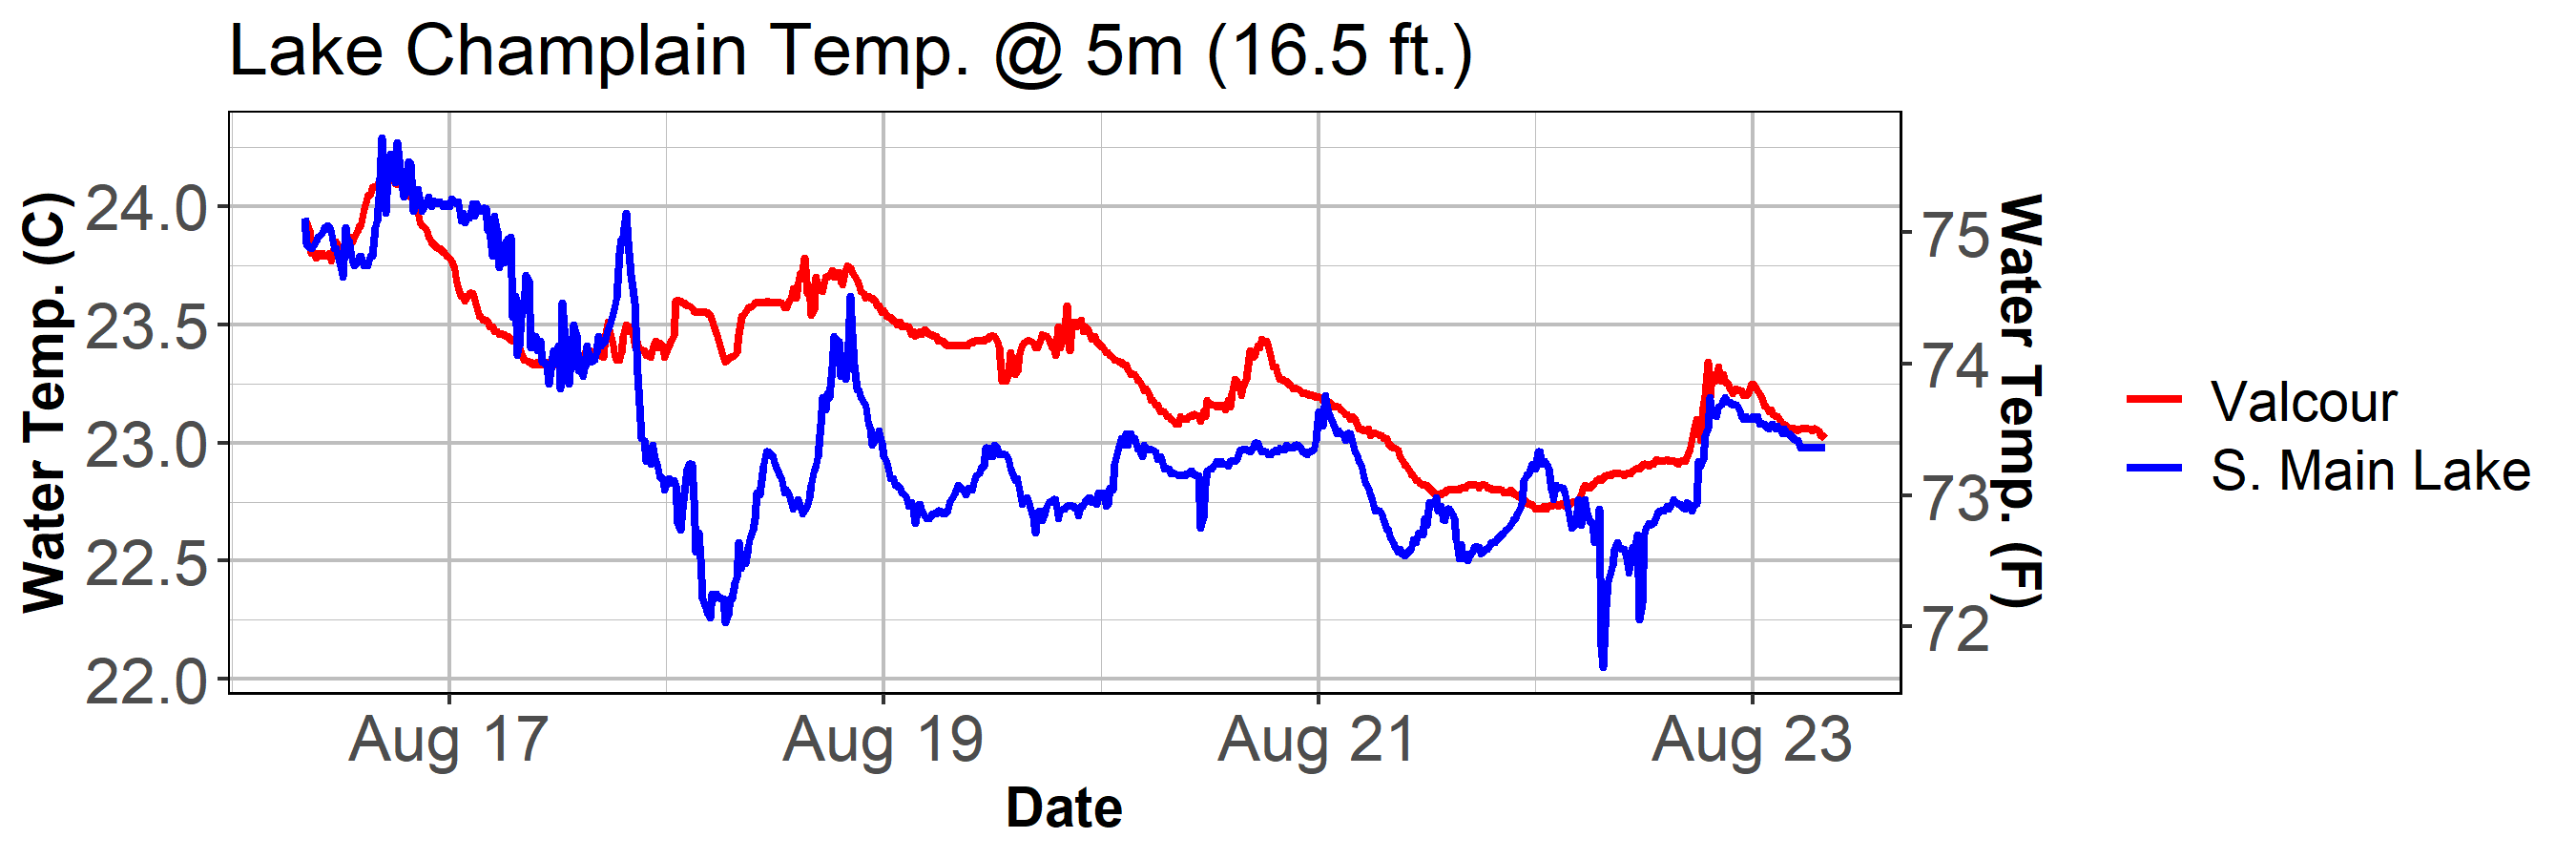 Lake Champlain Temp. @ 5m (16.5 ft.)
Water Temp. (C)
24.0
23.5
23.0
22.5
22.0
75
74
73
72
Water Temp. (F)
Aug 17
Aug 19
Aug 21
Aug 23
Date
Valcour
S. Main Lake